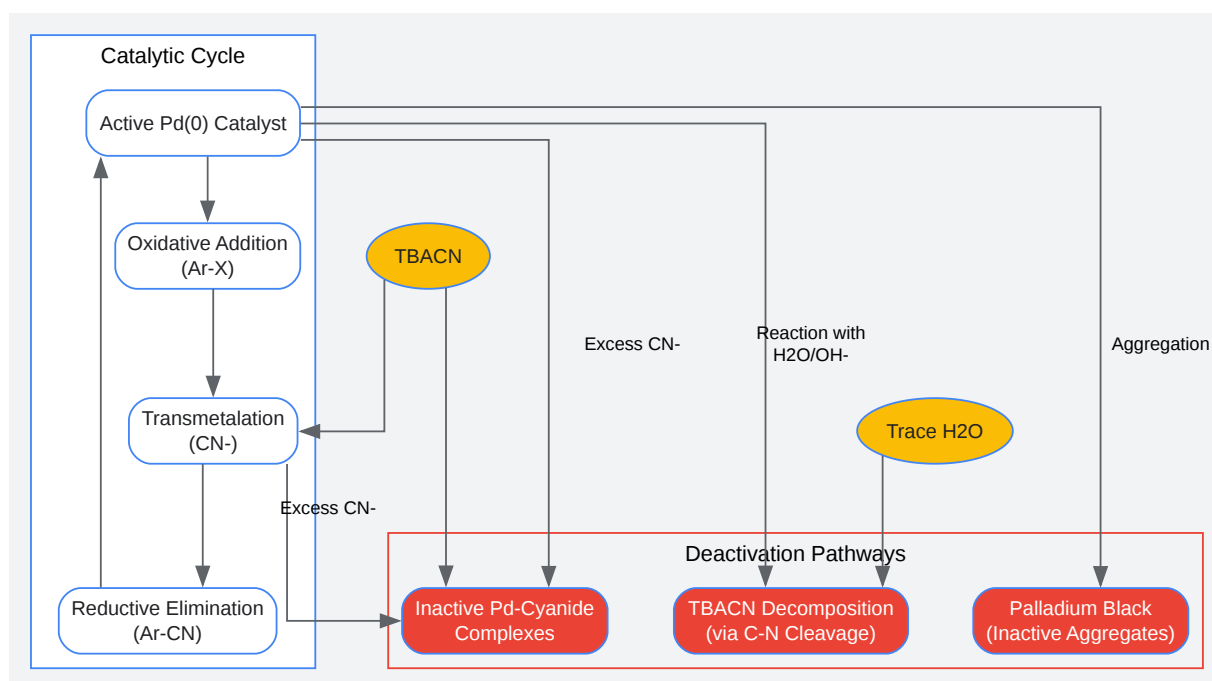 Catalytic Cycle
Active Pd(0) Catalyst
Oxidative Addition
(Ar-X)
TBACN
Excess CN-
Reaction with
H2O/OH-
Aggregation
Transmetalation
(CN-)
Trace H2O
Excess CN-
Deactivation Pathways
Reductive Elimination
(Ar-CN)
Inactive Pd-Cyanide
Complexes
TBACN Decomposition
(via C-N Cleavage)
Palladium Black
(Inactive Aggregates)